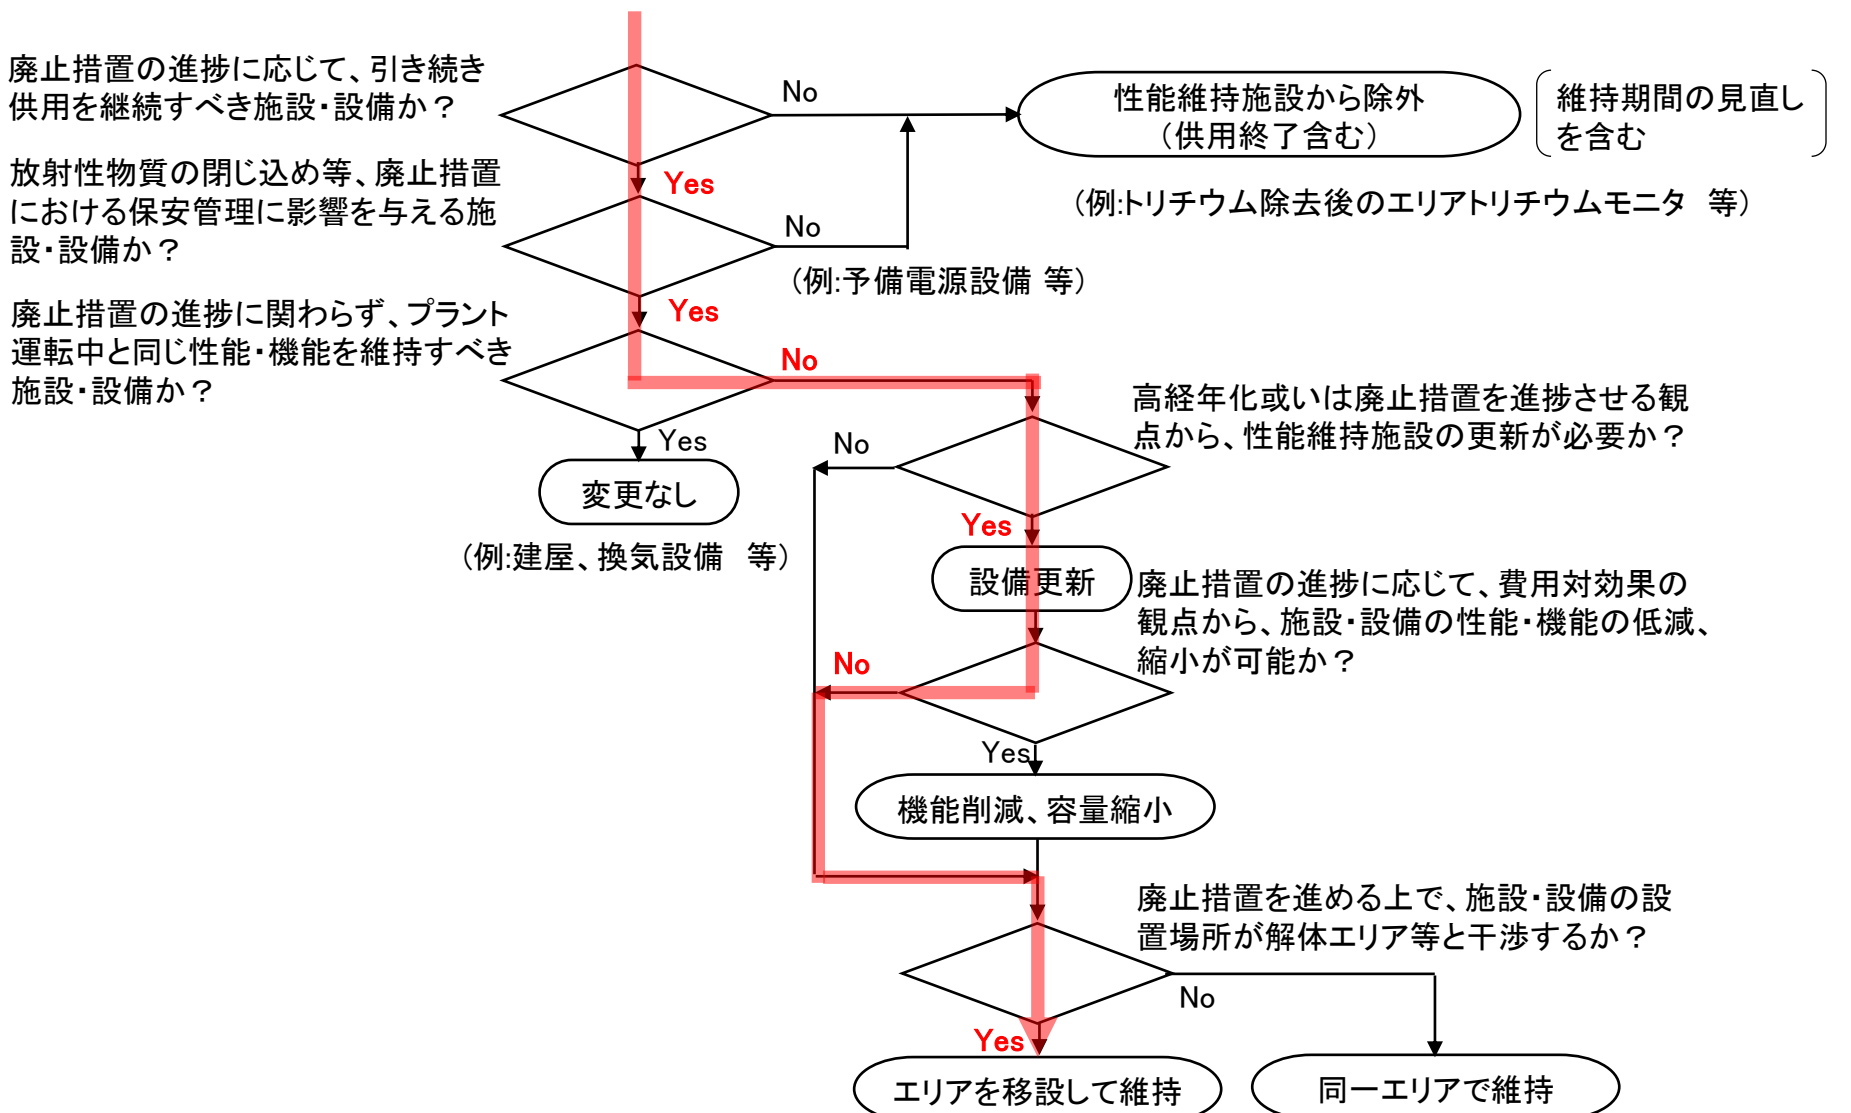 廃止措置の進捗に応じて、引き続き
供用を継続すべき施設・設備か？
No
性能維持施設から除外
（供用終了含む）
維持期間の見直し
を含む
Yes
（例:トリチウム除去後のエリアトリチウムモニタ　等）
放射性物質の閉じ込め等、廃止措置
における保安管理に影響を与える施
設・設備か？
No
（例:予備電源設備 等）
Yes
廃止措置の進捗に関わらず、プラント
運転中と同じ性能・機能を維持すべき
施設・設備か？
No
Yes
変更なし
（例:建屋、換気設備　等）
高経年化或いは廃止措置を進捗させる観
点から、性能維持施設の更新が必要か？
No
Yes
設備更新
廃止措置の進捗に応じて、費用対効果の
観点から、施設・設備の性能・機能の低減、
縮小が可能か？
No
Yes
機能削減、容量縮小
廃止措置を進める上で、施設・設備の設
置場所が解体エリア等と干渉するか？
No
Yes
エリアを移設して維持
同一エリアで維持